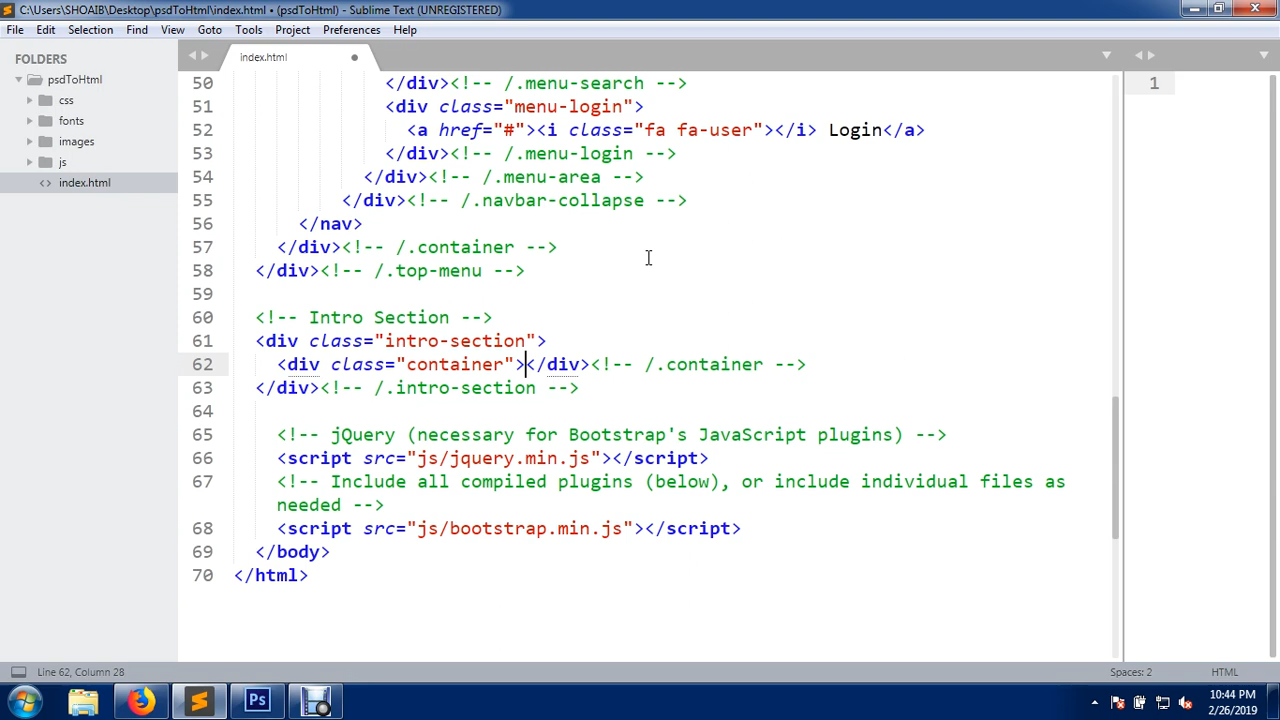 C:\Users\SHOAIB\Desktop\psdToHtml\index.html • (psdToHtml) - Sublime Text (UNREGISTERED)
File Edit Selection Find View Goto Tools Project Preferences Help
FOLDERS
psdToHtml
css
fonts
images
js
<> index.html
index.html
50 </div><!-- /.menu-search -->
51 <div class="menu-login">
52 <a href="#"><i class="fa fa-user"></i> Login</a>
53 </div><!-- /.menu-login -->
54 </div><!-- /.menu-area -->
55 </div><!-- /.navbar-collapse -->
56 </nav>
57 </div><!-- /.container -->
58 </div><!-- /.top-menu -->
59
60 <!-- Intro Section -->
61 <div class="intro-section">
62 <div class="container"></div><!-- /.container -->
63 </div><!-- /.intro-section -->
64
65 <!-- jQuery (necessary for Bootstrap's JavaScript plugins) -->
66 <script src="js/jquery.min.js"></script>
67 <!-- Include all compiled plugins (below), or include individual files as
needed -->
68 <script src="js/bootstrap.min.js"></script>
69 </body>
70 </html>
1
Line 62, Column 28
Spaces: 2
HTML
Ps
10:44 PM
2/26/2019